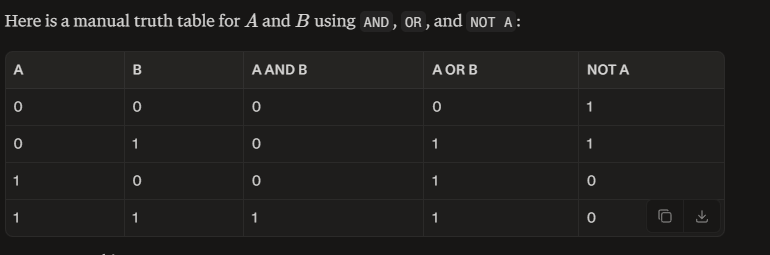 Here is a manual truth table for A and B using AND, OR, and NOT A:
A B A AND B A OR B NOT A
0 0 0 0 1
0 1 0 1 1
1 0 0 1 0
1 1 1 1 0